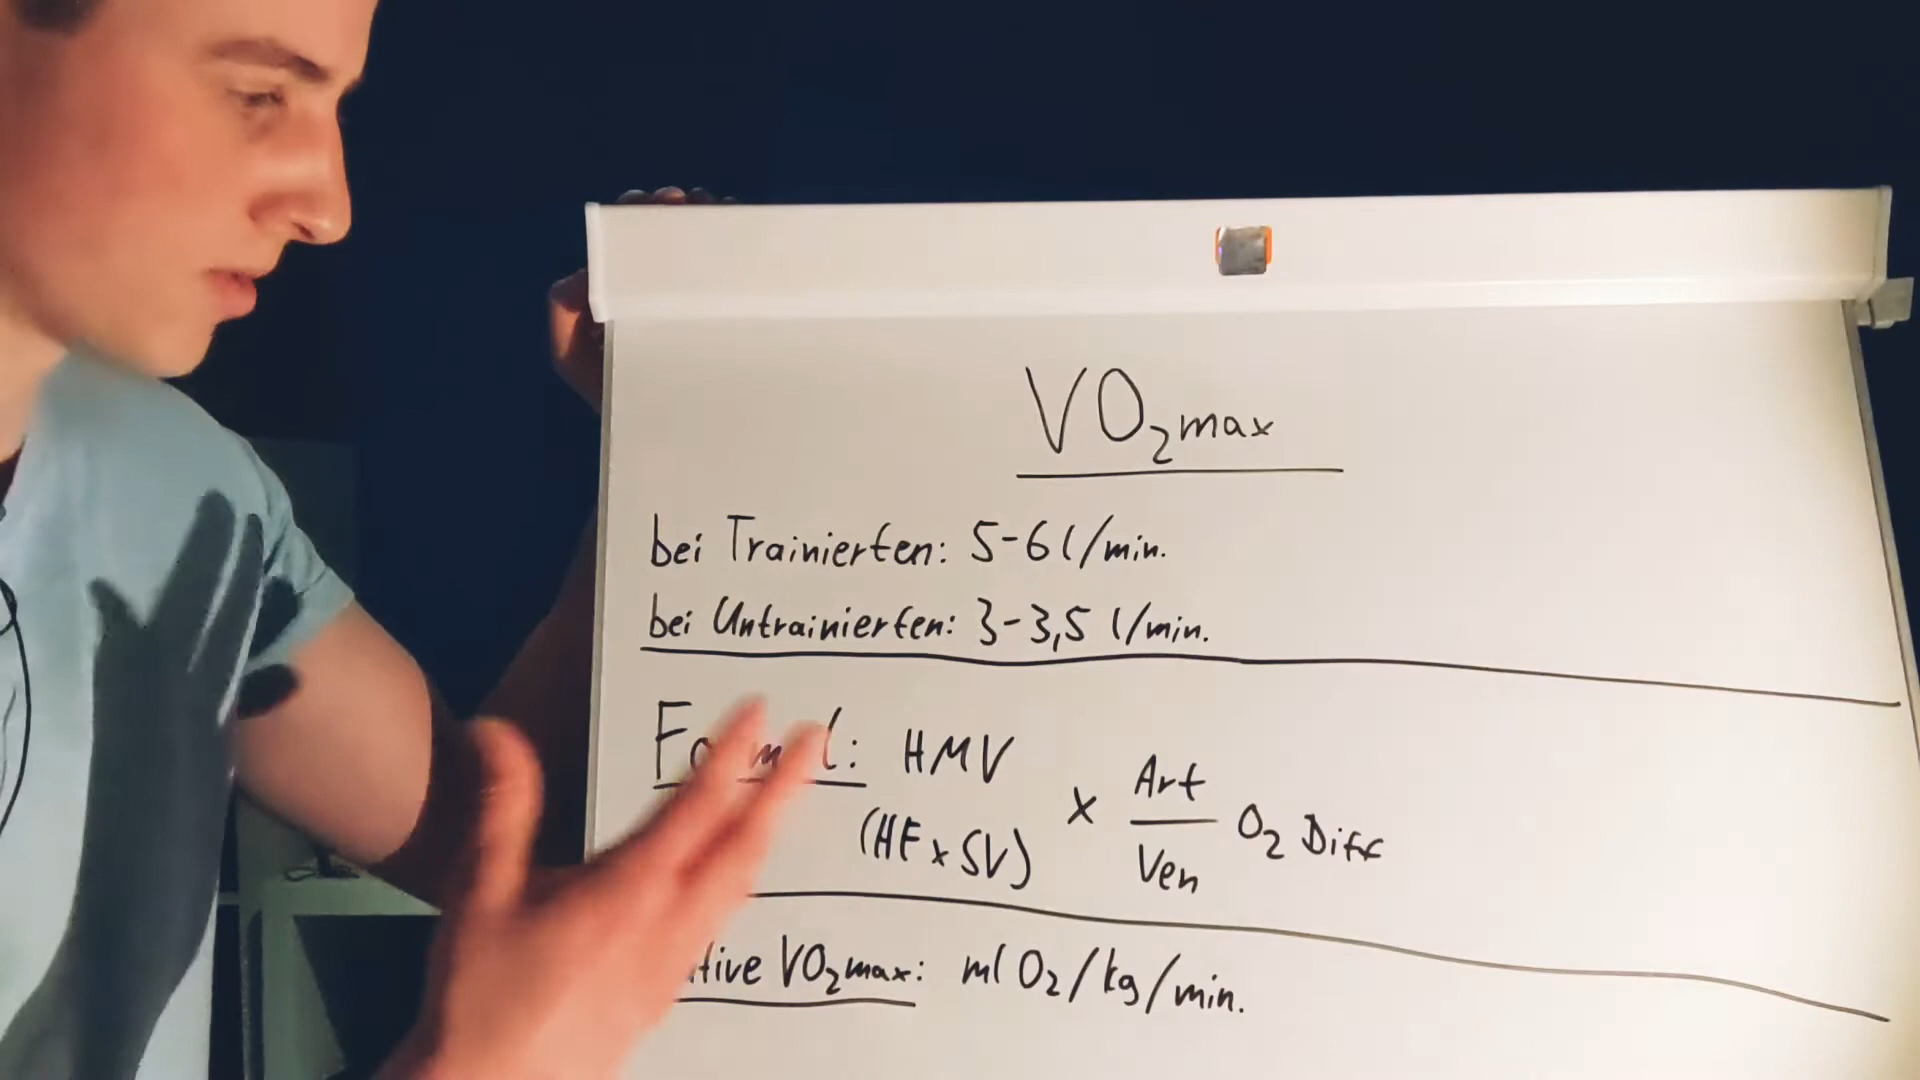 VO₂max
bei Trainierten: 5-6 l/min.
bei Untrainierten: 3-3,5 l/min.
HMV
(HF x SV) x Art/Ven O₂ Diff
VO₂max: ml O₂/kg/min.